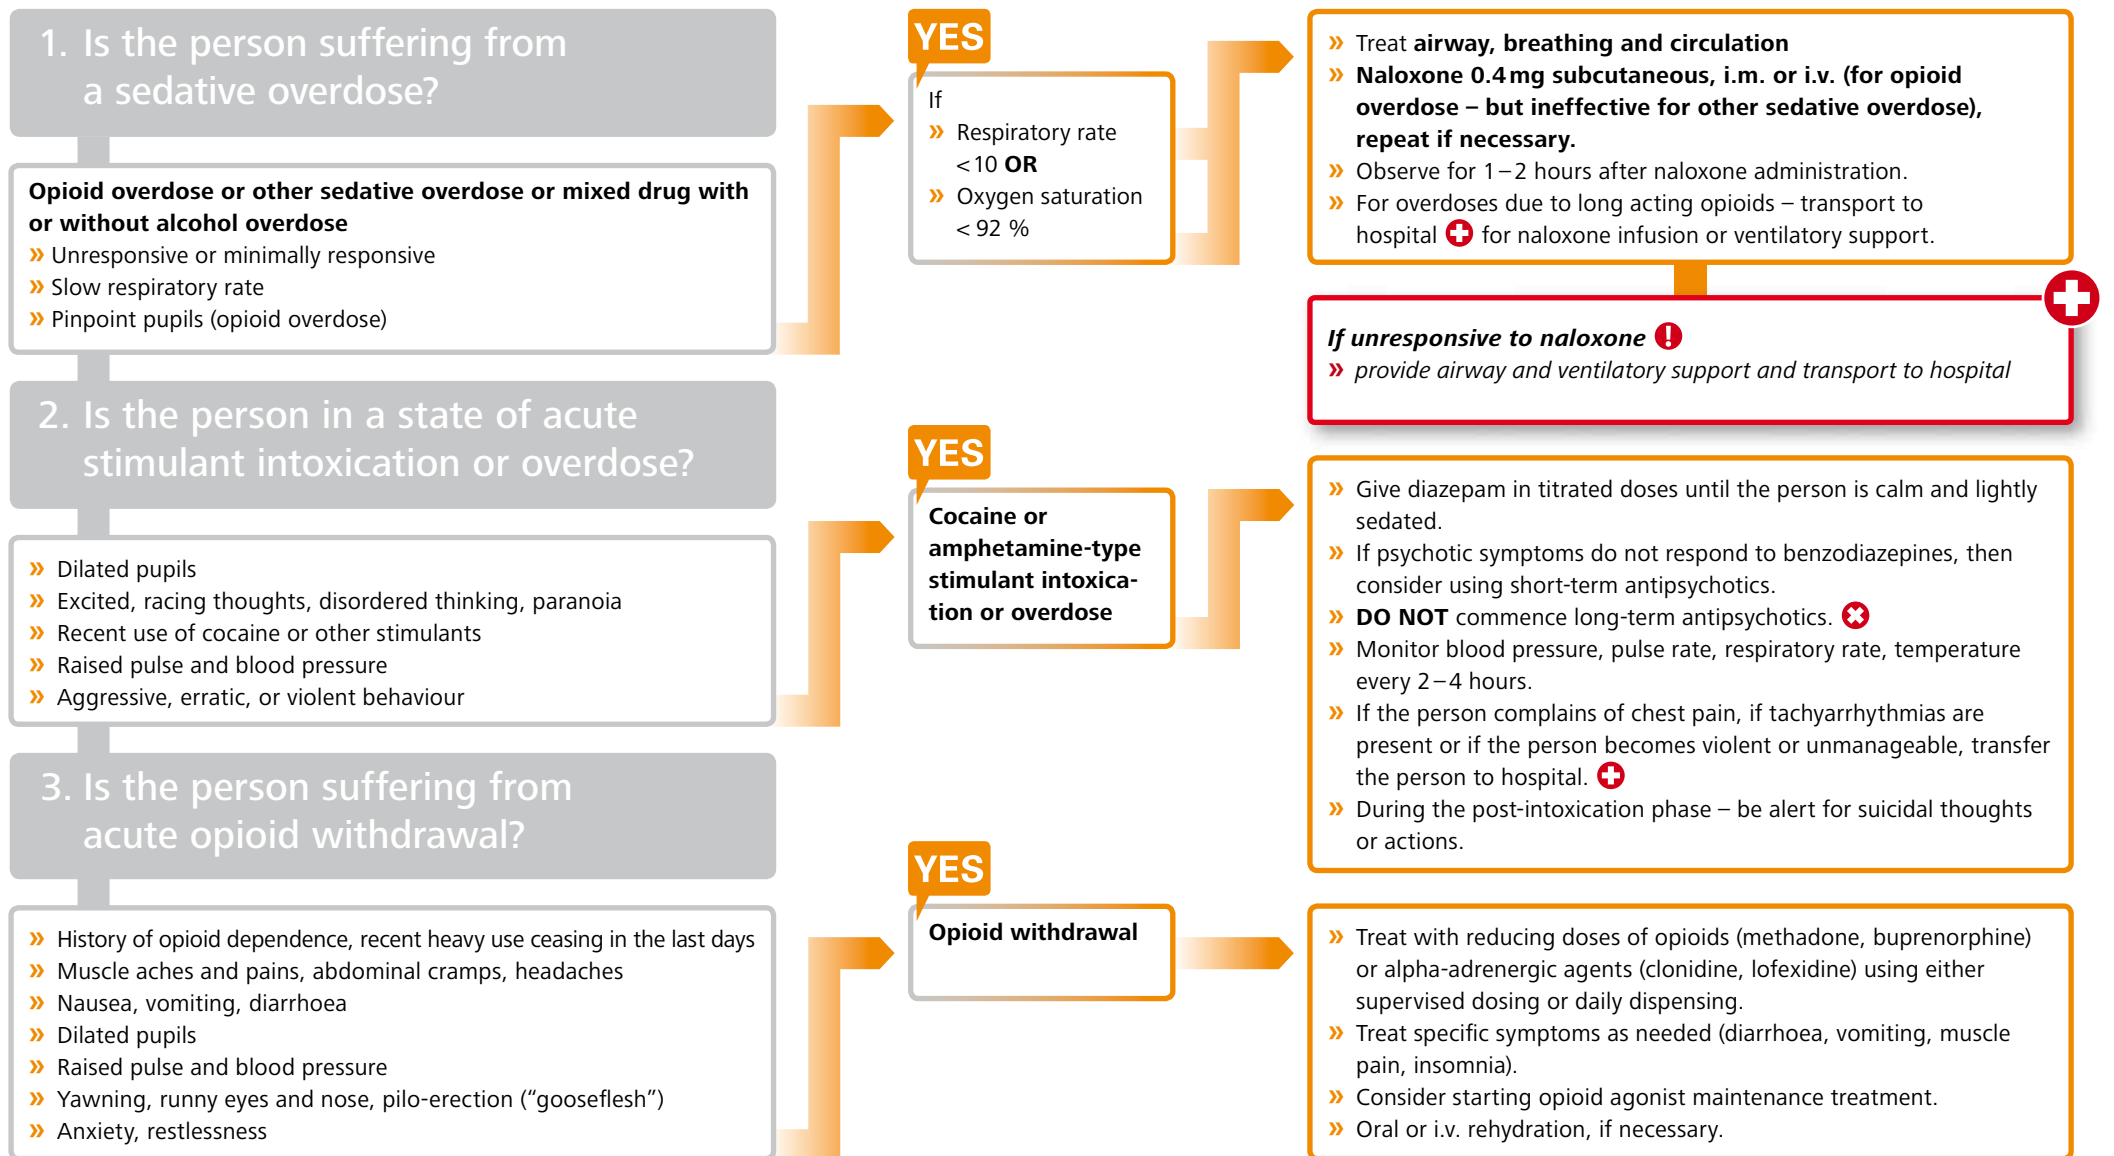 1. Is the person suffering from
a sedative overdose?
Opioid overdose or other sedative overdose or mixed drug with
or without alcohol overdose
» Unresponsive or minimally responsive
» Slow respiratory rate
» Pinpoint pupils (opioid overdose)
YES
If
» Respiratory rate
<10 OR
» Oxygen saturation
< 92 %
» Treat airway, breathing and circulation
» Naloxone 0.4 mg subcutaneous, i.m. or i.v. (for opioid
overdose – but ineffective for other sedative overdose),
repeat if necessary.
» Observe for 1–2 hours after naloxone administration.
» For overdoses due to long acting opioids – transport to
hospital for naloxone infusion or ventilatory support.
If unresponsive to naloxone !
» provide airway and ventilatory support and transport to hospital
2. Is the person in a state of acute
stimulant intoxication or overdose?
» Dilated pupils
» Excited, racing thoughts, disordered thinking, paranoia
» Recent use of cocaine or other stimulants
» Raised pulse and blood pressure
» Aggressive, erratic, or violent behaviour
YES
Cocaine or
amphetamine-type
stimulant intoxica-
tion or overdose
» Give diazepam in titrated doses until the person is calm and lightly
sedated.
» If psychotic symptoms do not respond to benzodiazepines, then
consider using short-term antipsychotics.
» DO NOT commence long-term antipsychotics.
» Monitor blood pressure, pulse rate, respiratory rate, temperature
every 2–4 hours.
» If the person complains of chest pain, if tachyarrhythmias are
present or if the person becomes violent or unmanageable, transfer
the person to hospital.
» During the post-intoxication phase – be alert for suicidal thoughts
or actions.
3. Is the person suffering from
acute opioid withdrawal?
» History of opioid dependence, recent heavy use ceasing in the last days
» Muscle aches and pains, abdominal cramps, headaches
» Nausea, vomiting, diarrhoea
» Dilated pupils
» Raised pulse and blood pressure
» Yawning, runny eyes and nose, pilo-erection (“gooseflesh”)
» Anxiety, restlessness
YES
Opioid withdrawal
» Treat with reducing doses of opioids (methadone, buprenorphine)
or alpha-adrenergic agents (clonidine, lofexidine) using either
supervised dosing or daily dispensing.
» Treat specific symptoms as needed (diarrhoea, vomiting, muscle
pain, insomnia).
» Consider starting opioid agonist maintenance treatment.
» Oral or i.v. rehydration, if necessary.